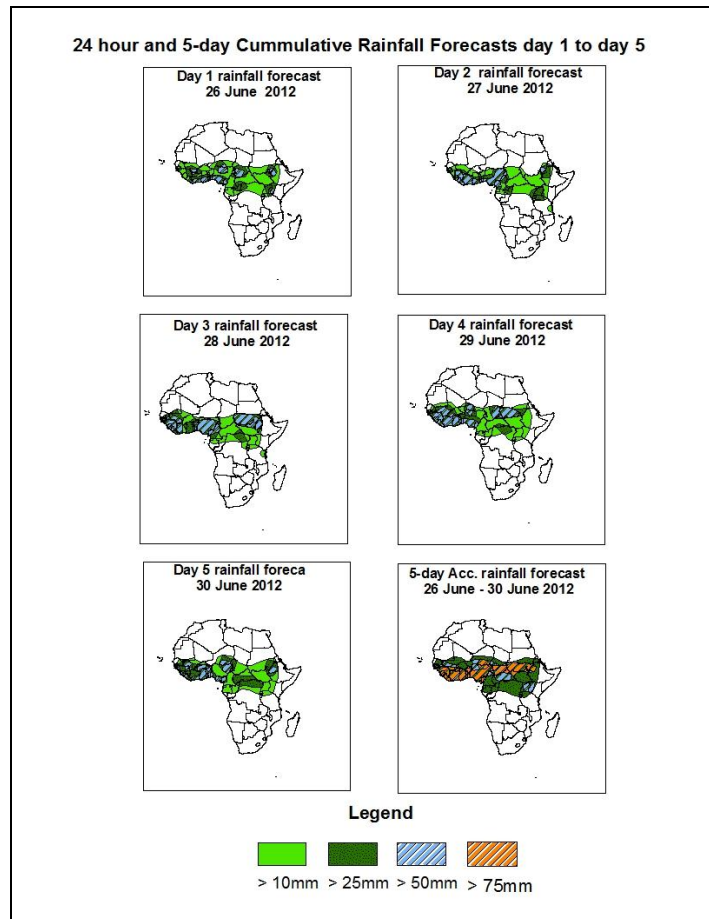 24 hour and 5-day Cummulative Rainfall Forecasts day 1 to day 5
Day 1 rainfall forecast
26 June 2012
Day 2 rainfall forecast
27 June 2012
Day 3 rainfall forecast
28 June 2012
Day 4 rainfall forecast
29 June 2012
Day 5 rainfall foreca
30 June 2012
5-day Acc. rainfall forecast
26 June - 30 June 2012
Legend
> 10mm > 25mm > 50mm > 75mm